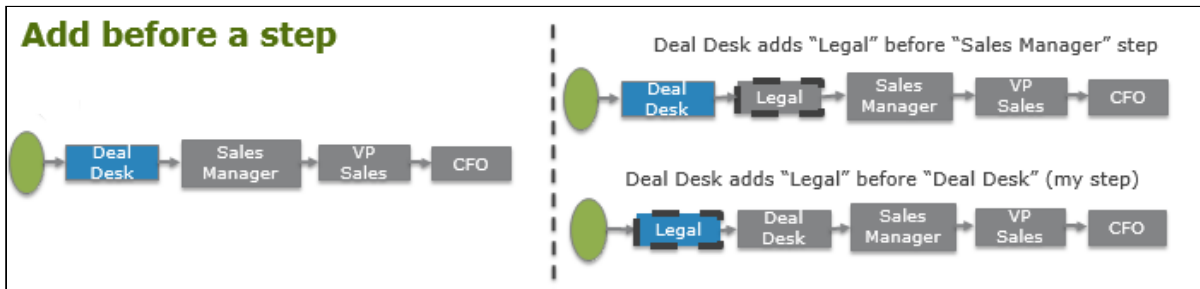 Add before a step
Deal
Desk
Sales
Manager
VP
Sales
CFO
Deal Desk adds “Legal” before “Sales Manager” step
Deal
Desk
Legal
Sales
Manager
VP
Sales
CFO
Deal Desk adds “Legal” before “Deal Desk” (my step)
Legal
Deal
Desk
Sales
Manager
VP
Sales
CFO